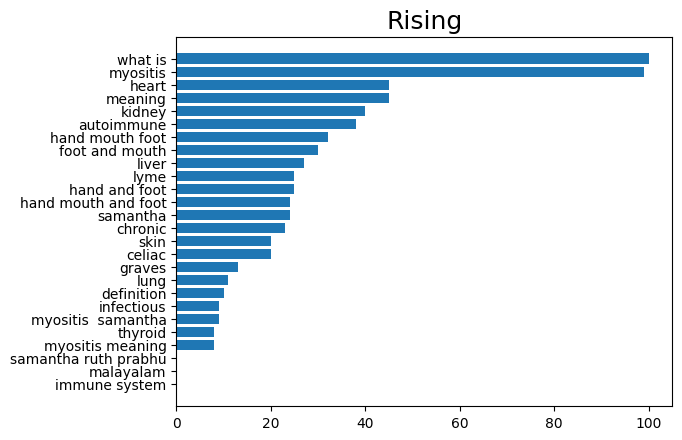 Rising
what is
myositis
heart
meaning
kidney
autoimmune
hand mouth foot
foot and mouth
liver
lyme
hand and foot
hand mouth and foot
samantha
chronic
skin
celiac
graves
lung
definition
infectious
myositis  samantha
thyroid
myositis meaning
samantha ruth prabhu
malayalam
immune system
0 20 40 60 80 100